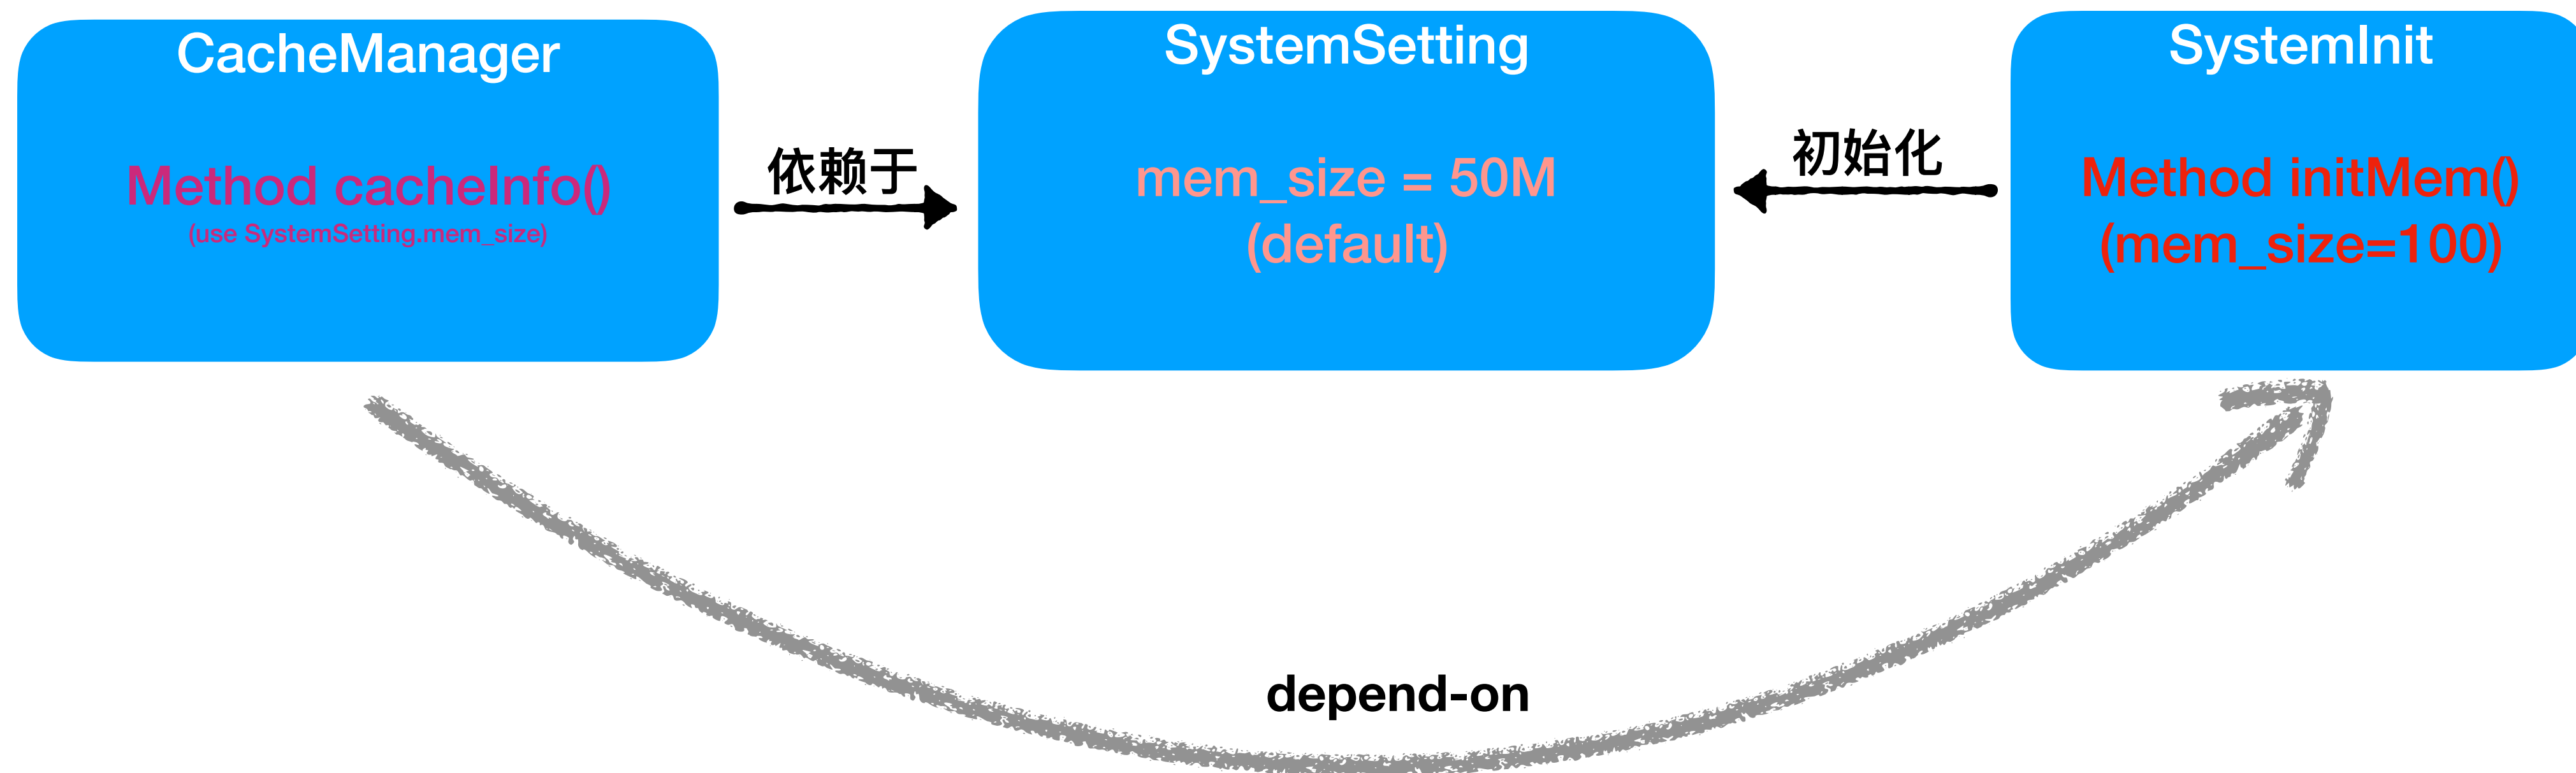 CacheManager
Method cacheInfo()
(use SystemSetting.mem_size)
依赖于
SystemSetting
mem_size = 50M
(default)
初始化
SystemInit
Method initMem()
(mem_size=100)
depend-on